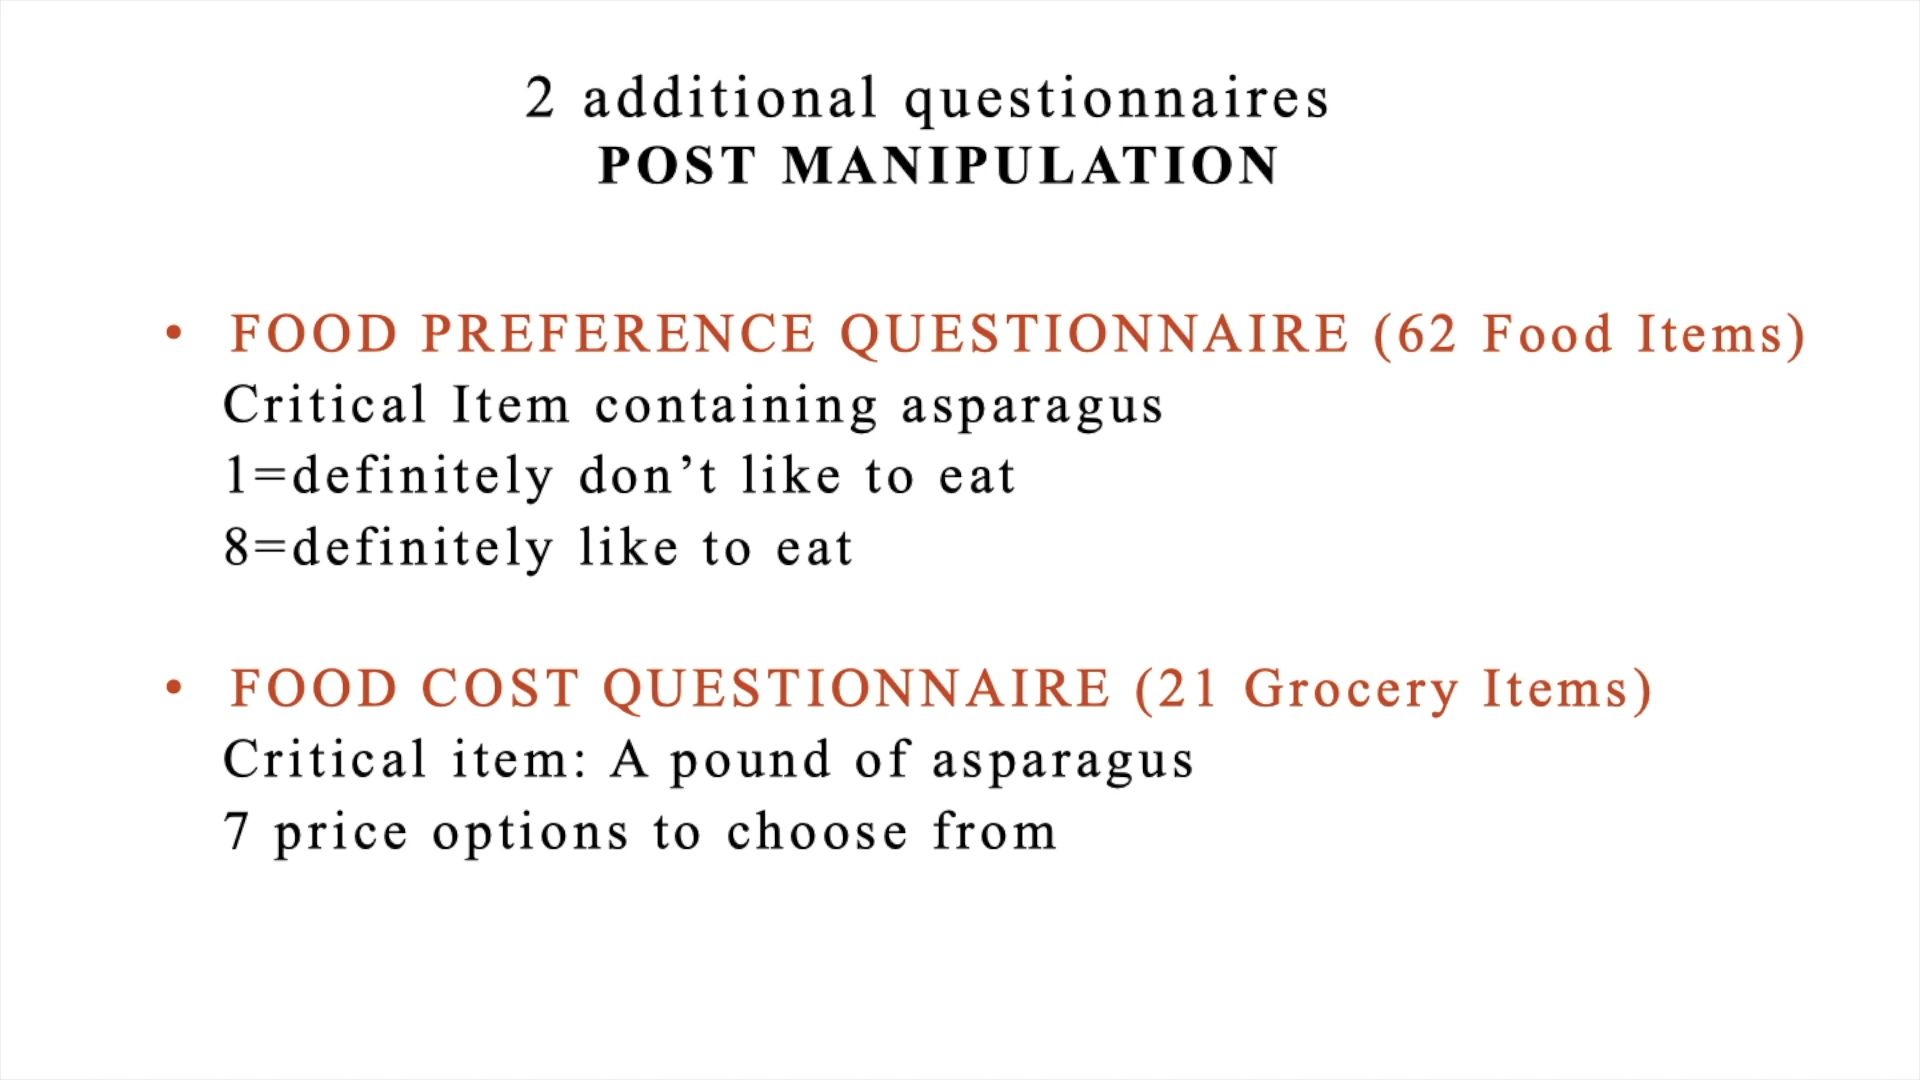 2 additional questionnaires
POST MANIPULATION
• FOOD PREFERENCE QUESTIONNAIRE (62 Food Items)
Critical Item containing asparagus
1=definitely don’t like to eat
8=definitely like to eat
• FOOD COST QUESTIONNAIRE (21 Grocery Items)
Critical item: A pound of asparagus
7 price options to choose from